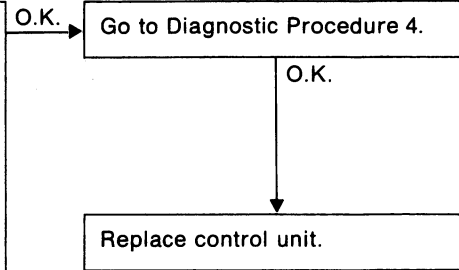 O.K.
Go to Diagnostic Procedure 4.
O.K.
Replace control unit.